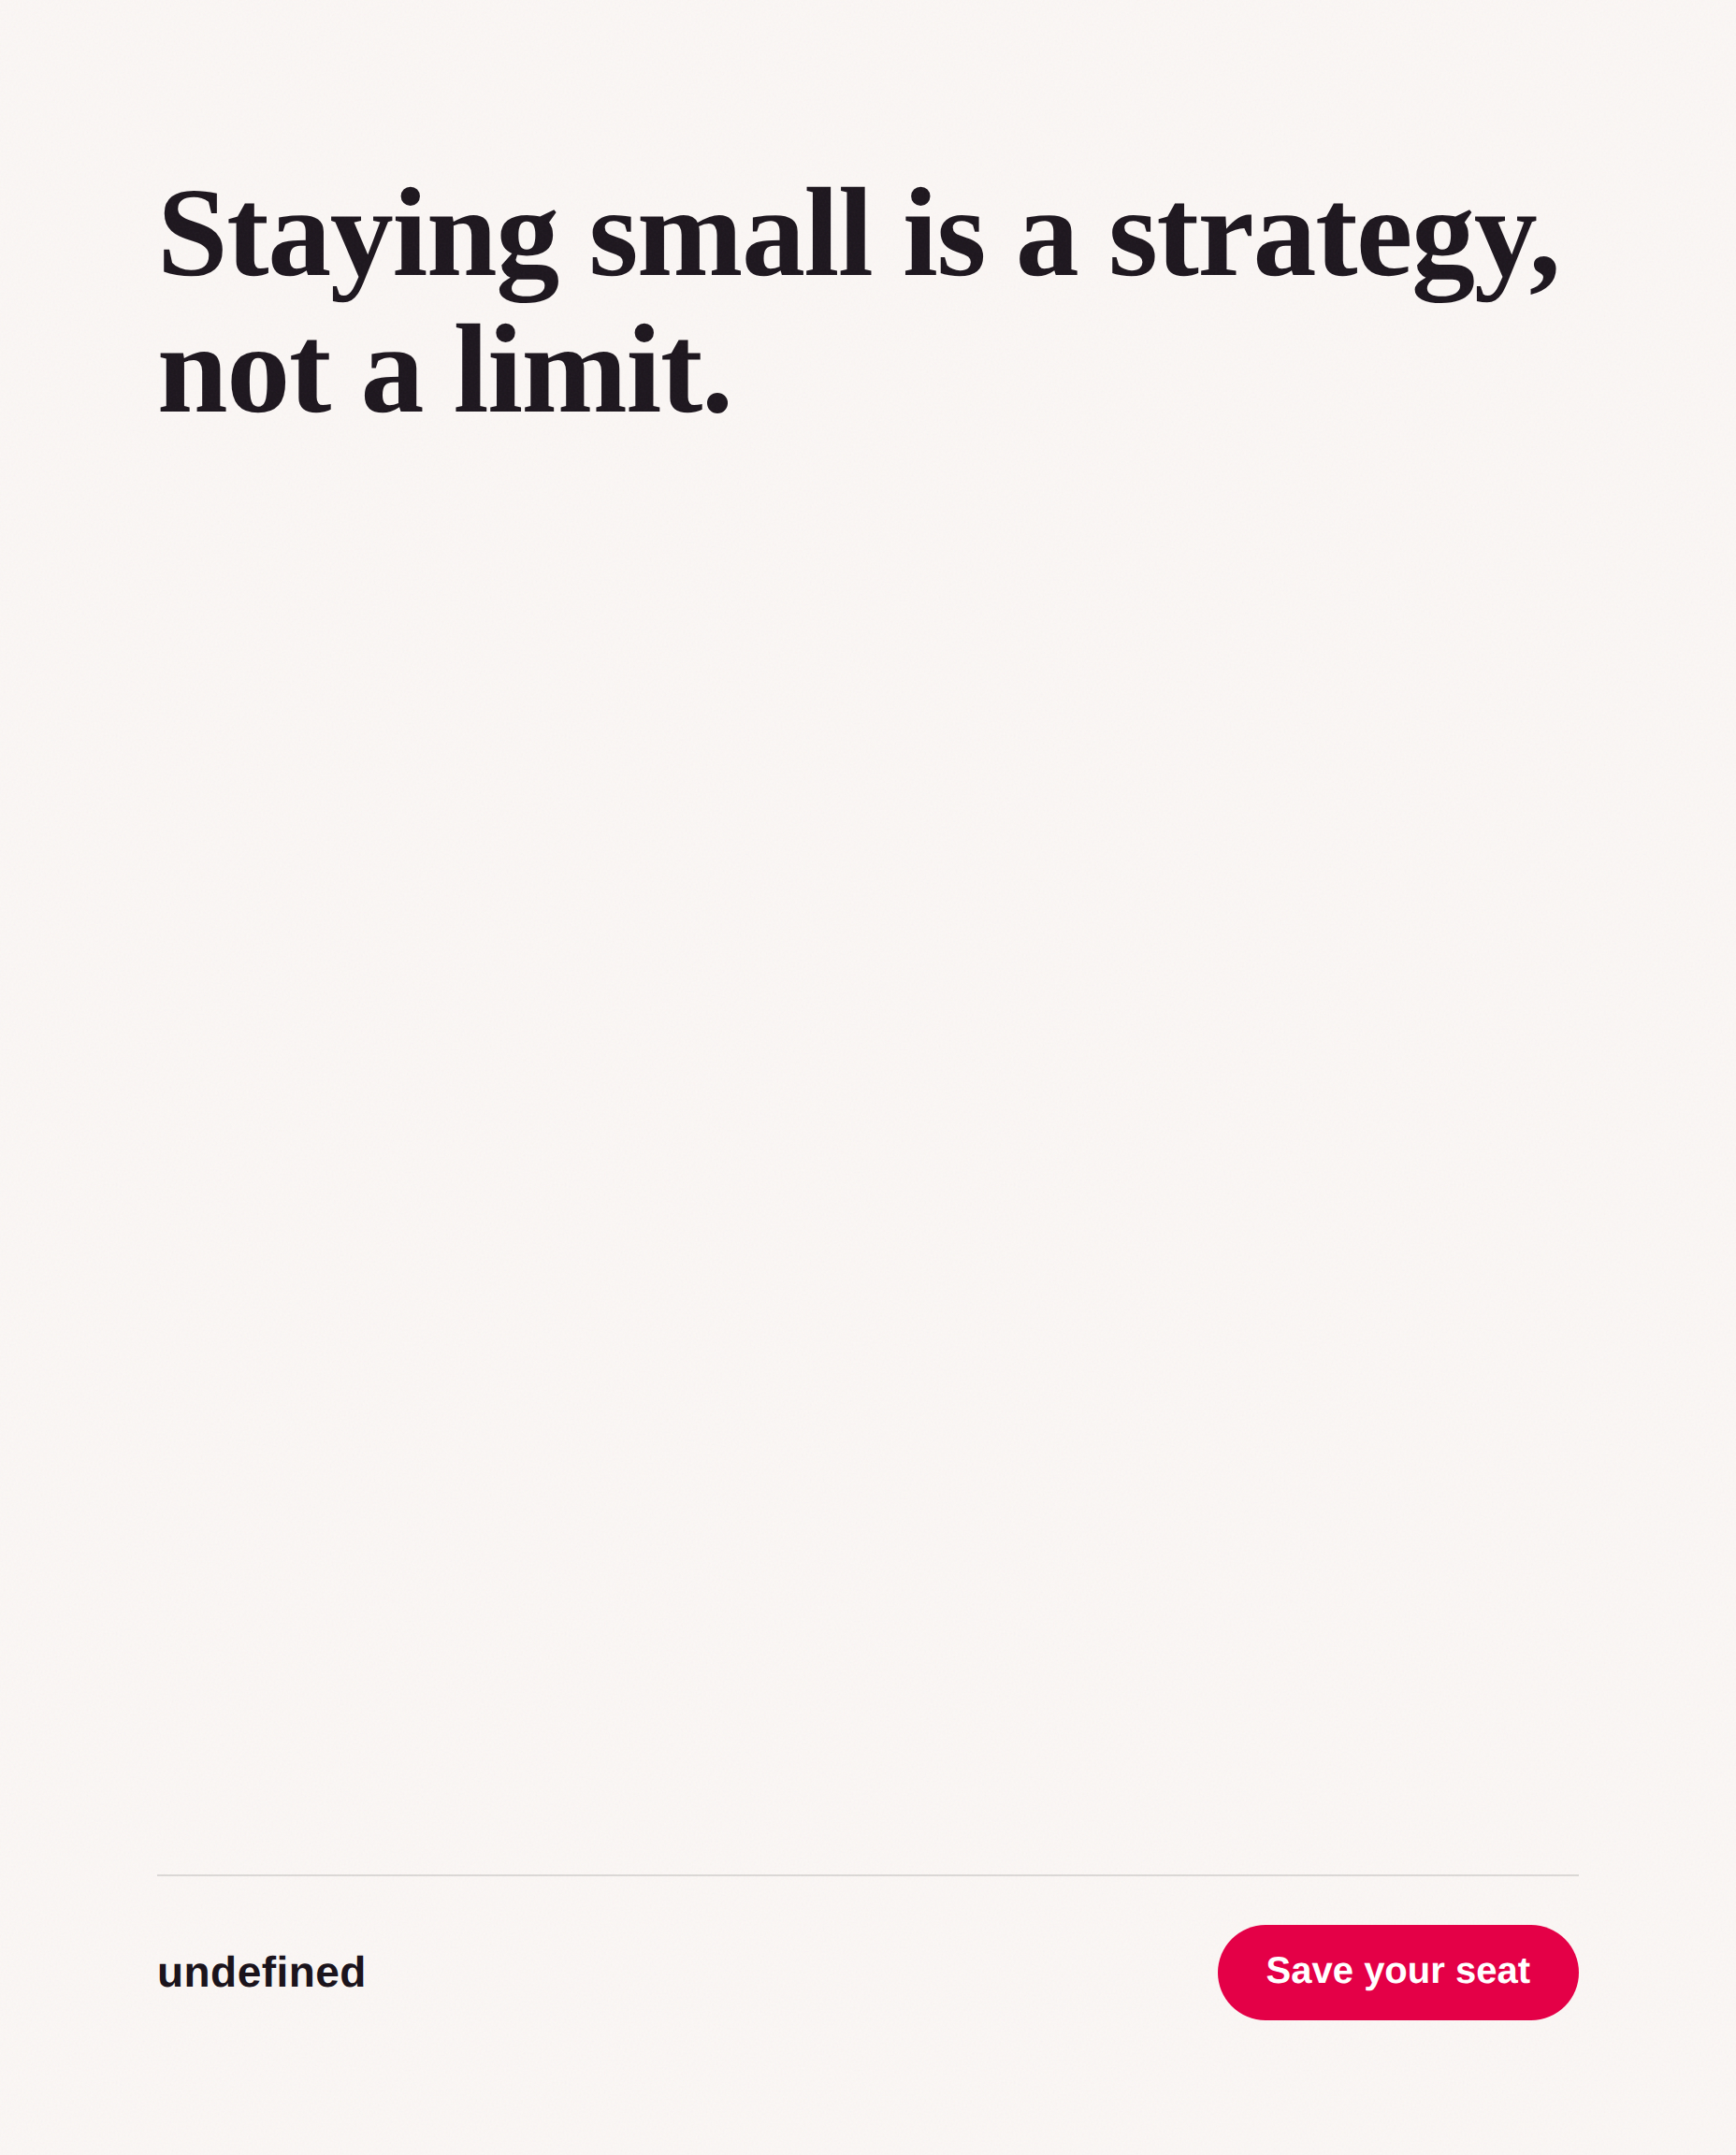 Staying small is a strategy,
not a limit.
undefined
Save your seat